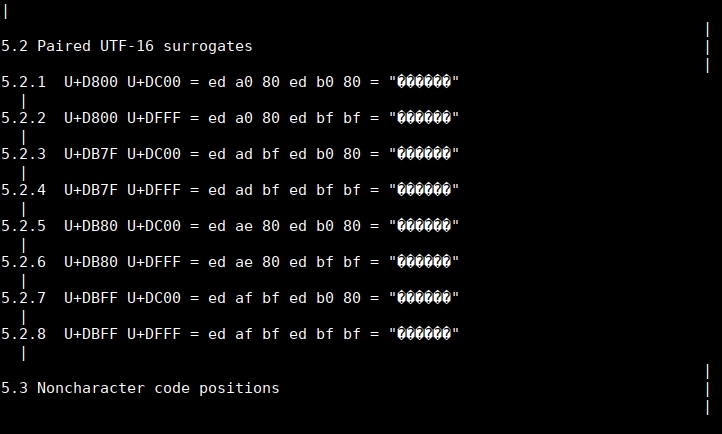 |
|
5.2 Paired UTF-16 surrogates |
|
5.2.1 U+D800 U+DC00 = ed a0 80 ed b0 80 = "������"
|
5.2.2 U+D800 U+DFFF = ed a0 80 ed bf bf = "������"
|
5.2.3 U+DB7F U+DC00 = ed ad bf ed b0 80 = "������"
|
5.2.4 U+DB7F U+DFFF = ed ad bf ed bf bf = "������"
|
5.2.5 U+DB80 U+DC00 = ed ae 80 ed b0 80 = "������"
|
5.2.6 U+DB80 U+DFFF = ed ae 80 ed bf bf = "������"
|
5.2.7 U+DBFF U+DC00 = ed af bf ed b0 80 = "������"
|
5.2.8 U+DBFF U+DFFF = ed af bf ed bf bf = "������"
|
|
5.3 Noncharacter code positions |
|